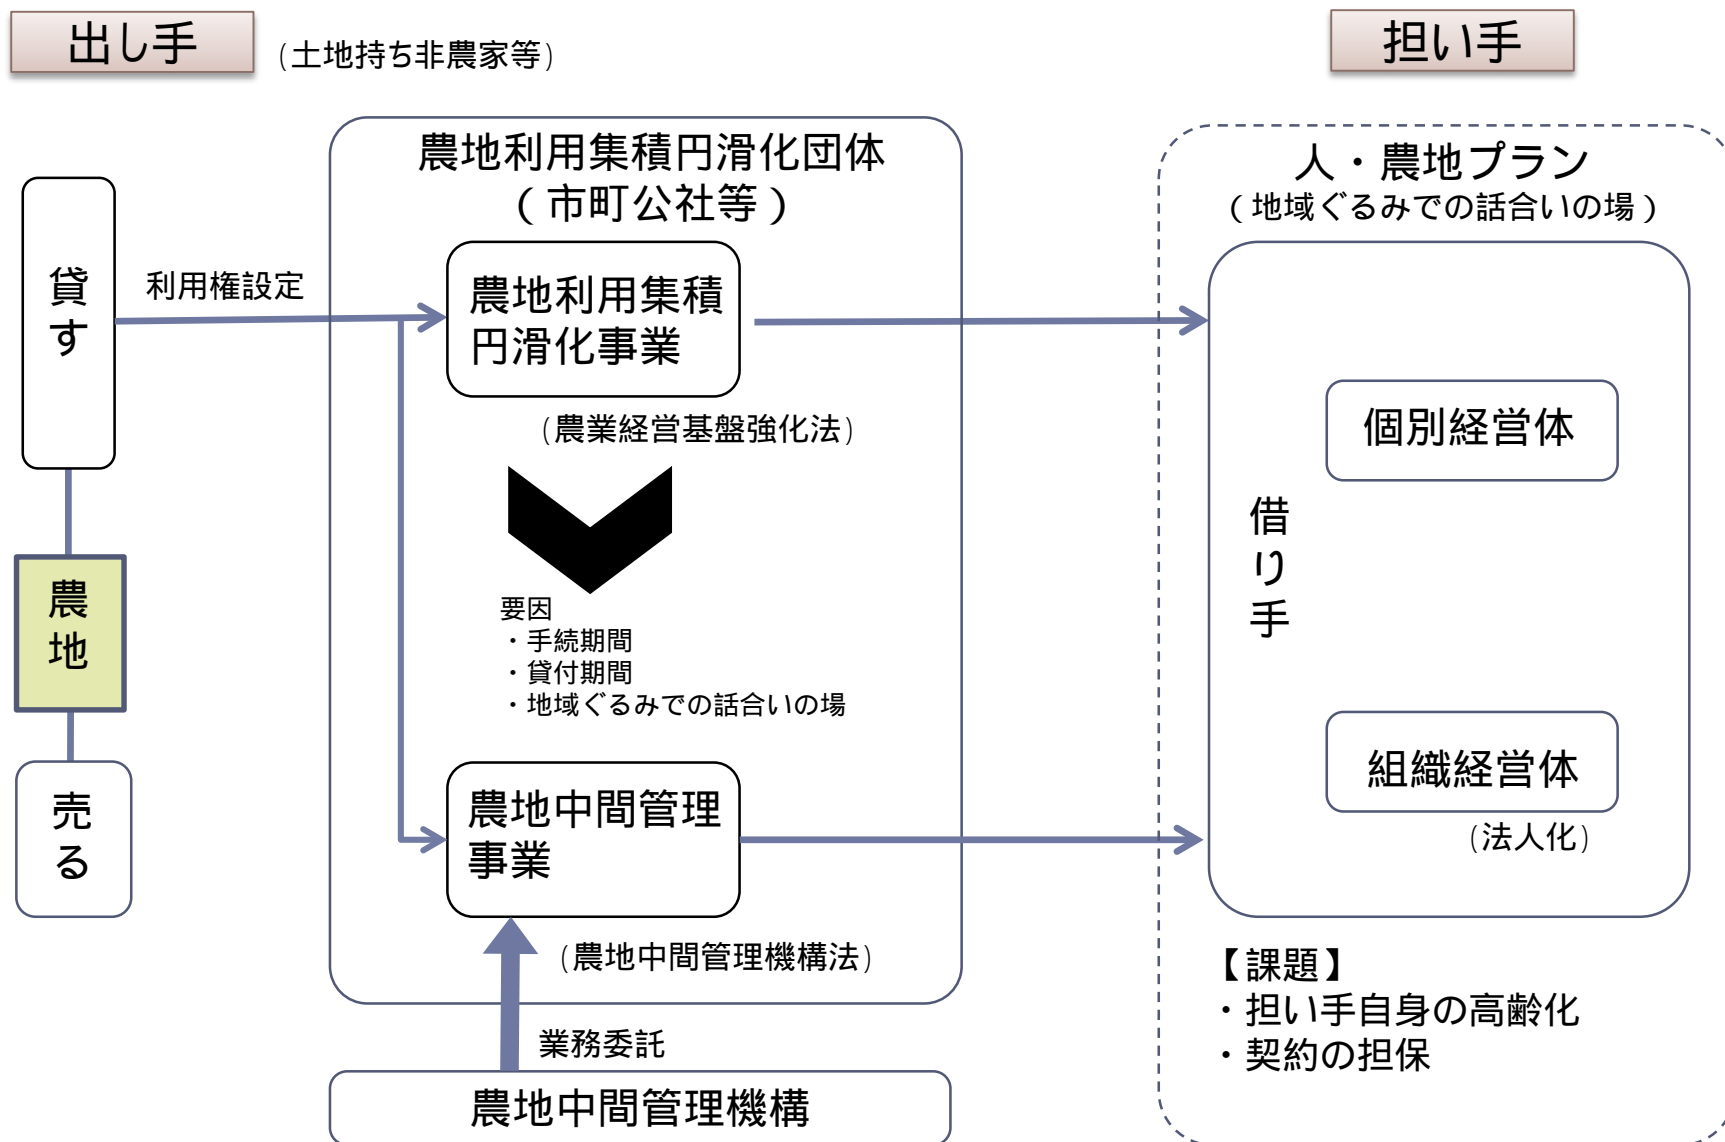 出し手
(土地持ち非農家等)
担い手
農地利用集積円滑化団体
(市町公社等)
人・農地プラン
(地域ぐるみでの話合いの場)
貸す
利用権設定
農地利用集積
円滑化事業
(農業経営基盤強化法)
個別経営体
借り手
農地
要因
・手続期間
・貸付期間
・地域ぐるみでの話合いの場
組織経営体
(法人化)
売る
農地中間管理
事業
(農地中間管理機構法)
【課題】
・担い手自身の高齢化
・契約の担保
業務委託
農地中間管理機構